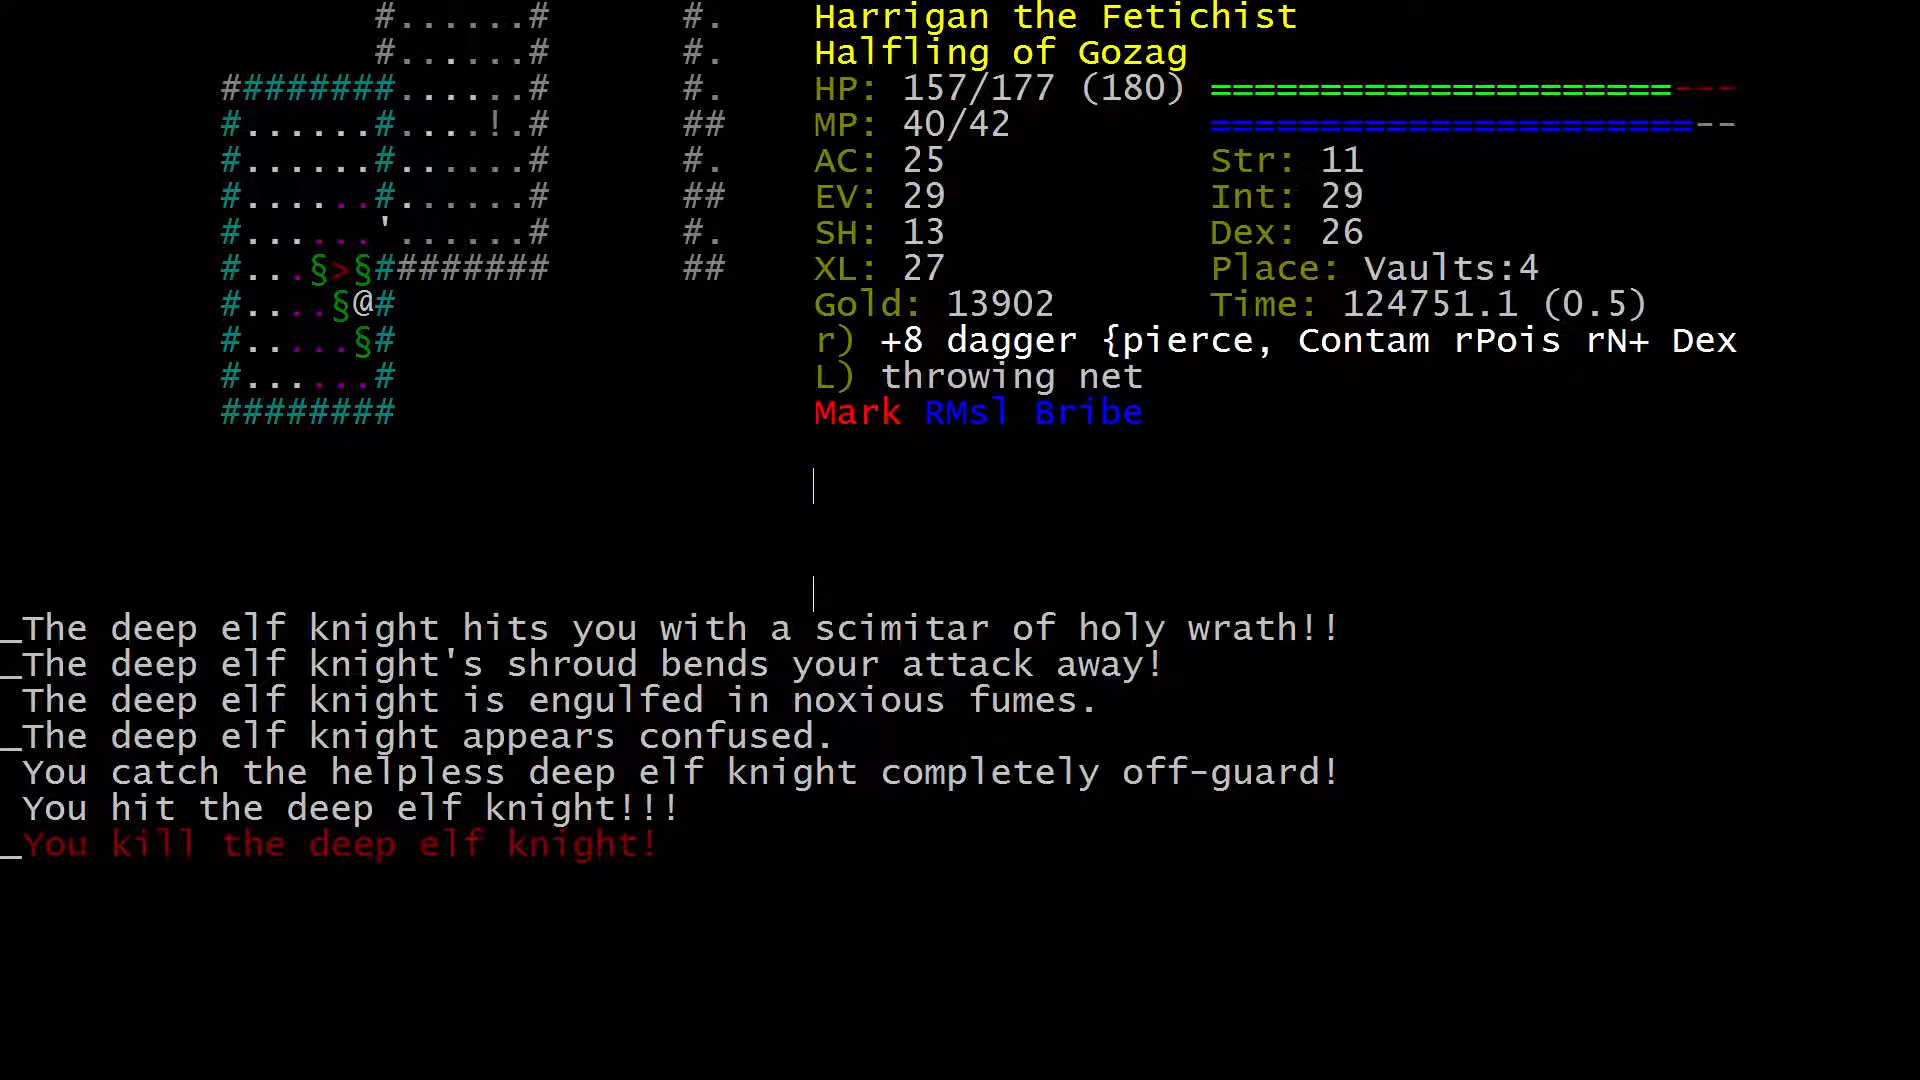 #......# #. Harrigan the Fetichist
#......# #. Halfling of Gozag
########......# #. HP: 157/177 (180) =====================---
#......#....!.# ## MP: 40/42 ======================--
#......#......# #. AC: 25 Str: 11
#......#......# ## EV: 29 Int: 29
#......'......# #. SH: 13 Dex: 26
#...§>§######## ## XL: 27 Place: Vaults:4
#....§@# Gold: 13902 Time: 124751.1 (0.5)
#.....§# r) +8 dagger {pierce, Contam rPois rN+ Dex
#......# L) throwing net
######## Mark RMsl Bribe
_The deep elf knight hits you with a scimitar of holy wrath!!
_The deep elf knight's shroud bends your attack away!
The deep elf knight is engulfed in noxious fumes.
_The deep elf knight appears confused.
You catch the helpless deep elf knight completely off-guard!
You hit the deep elf knight!!!
_You kill the deep elf knight!